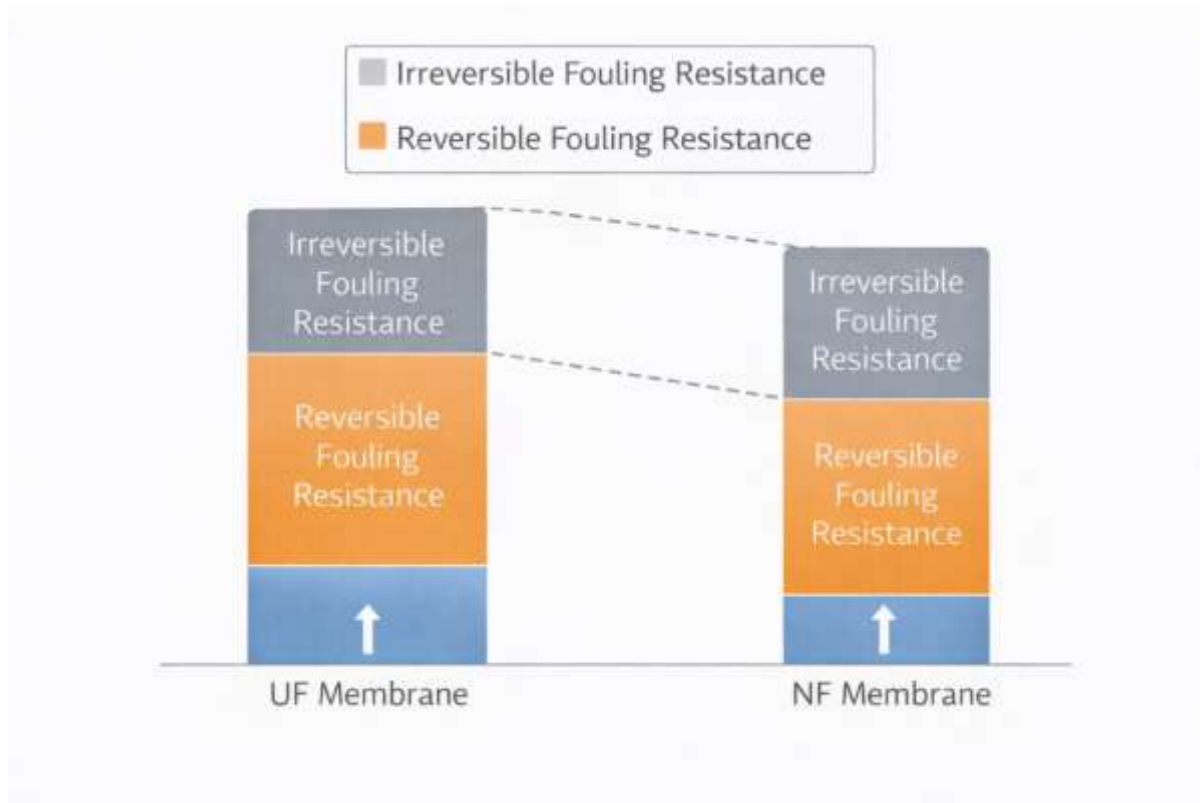 Irreversible Fouling Resistance
Reversible Fouling Resistance
Irreversible
Fouling
Resistance
Reversible
Fouling
Resistance
Irreversible
Fouling
Resistance
Reversible
Fouling
Resistance
UF Membrane
NF Membrane